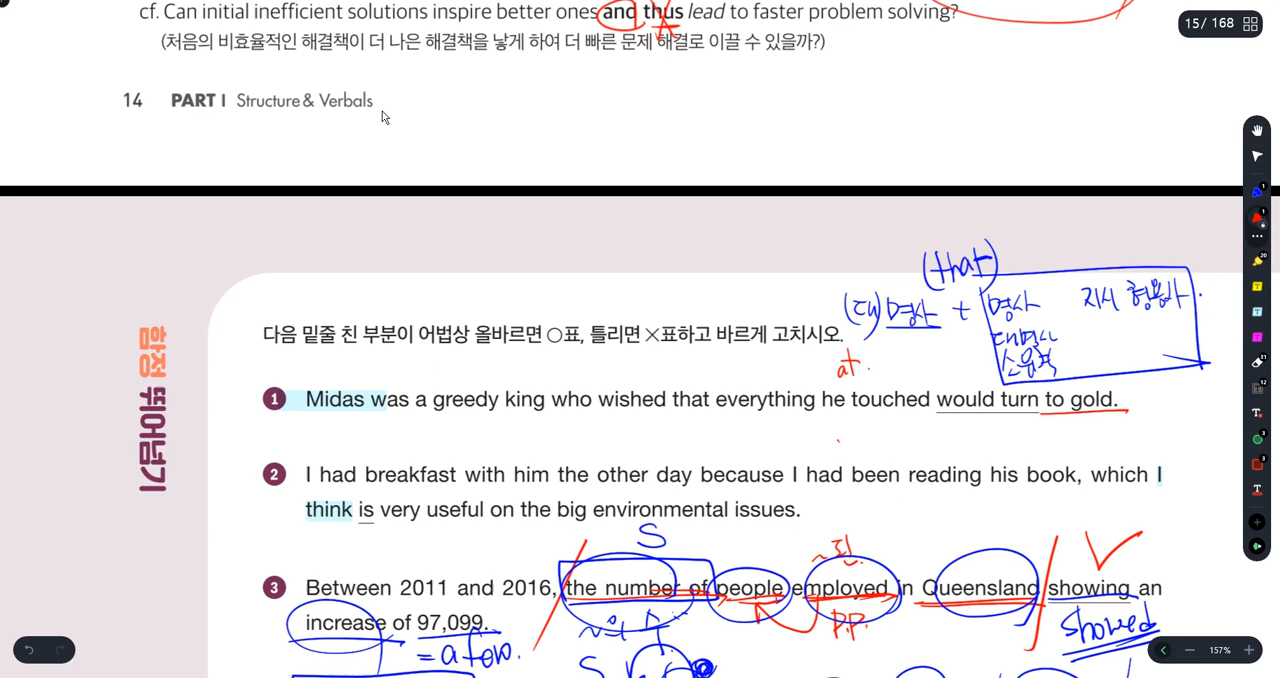 cf. Can initial inefficient solutions inspire better ones and thus lead to faster problem solving?
(처음의 비효율적인 해결책이 더 나은 해결책을 낳게 하여 더 빠른 문제 해결로 이끌 수 있을까?)
15 / 168
14 PART I Structure & Verbals
(that)
(대)명사 + 명사 지시 형용사.
대명사
소유격
함정 뛰어넘기
다음 밑줄 친 부분이 어법상 올바르면 ○표, 틀리면 ×표하고 바르게 고치시오.
at.
1 Midas was a greedy king who wished that everything he touched would turn to gold.
2 I had breakfast with him the other day because I had been reading his book, which I
think is very useful on the big environmental issues.
S
~된
3 Between 2011 and 2016, the number of people employed in Queensland showing an
increase of 97,099.
~의 수
P.P.
showed
= a few.
S
157%